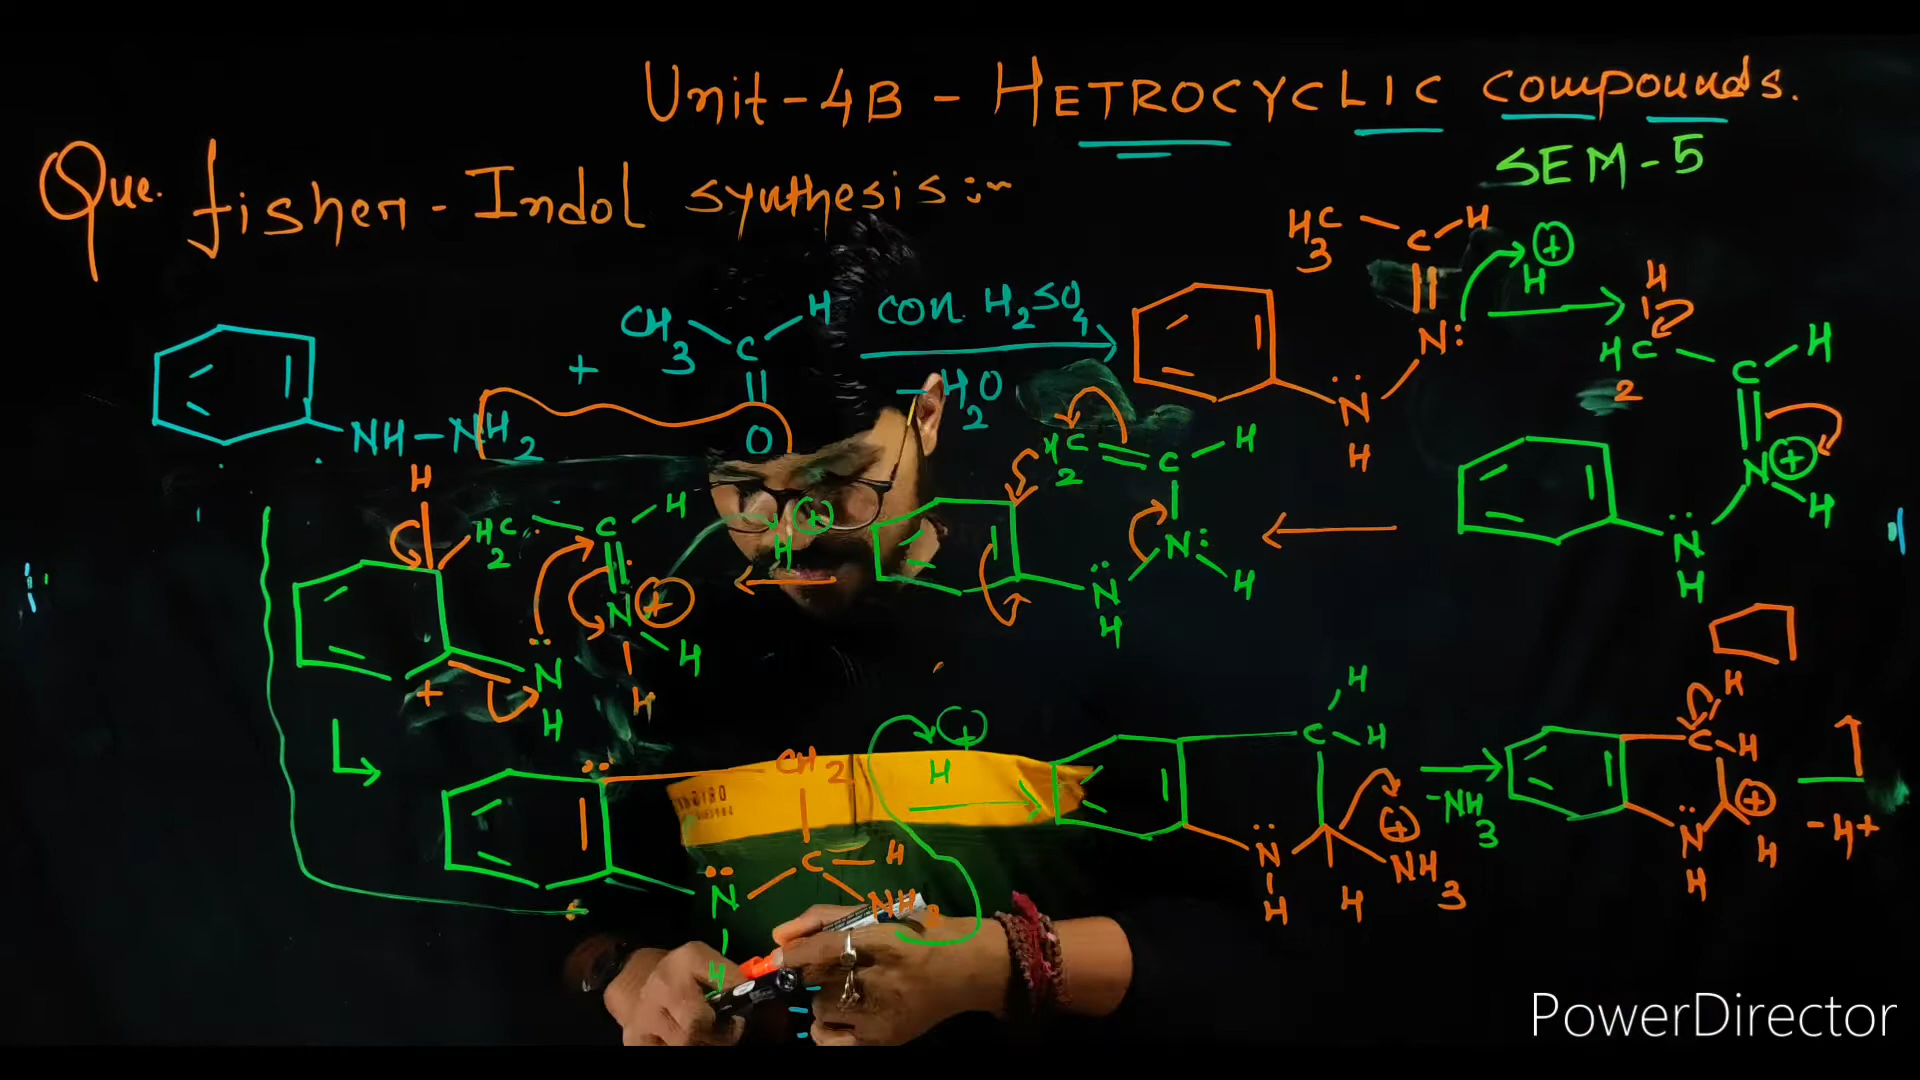 Unit-4B - HETROCYCLIC compounds.
SEM-5
Que. fisher-Indol synthesis:-
NH-NH2 + CH3 C H O
con. H2SO4
-H2O
H3C C H N: N H
H+
H H2C C H N+ H N H
H2C C H N: H N H
H+
H H2C C H N+ H H N H +
CH2 C H NH2 N H
H+
C H H N H H NH3 +
-NH3
H C H N H + H
-H+
PowerDirector